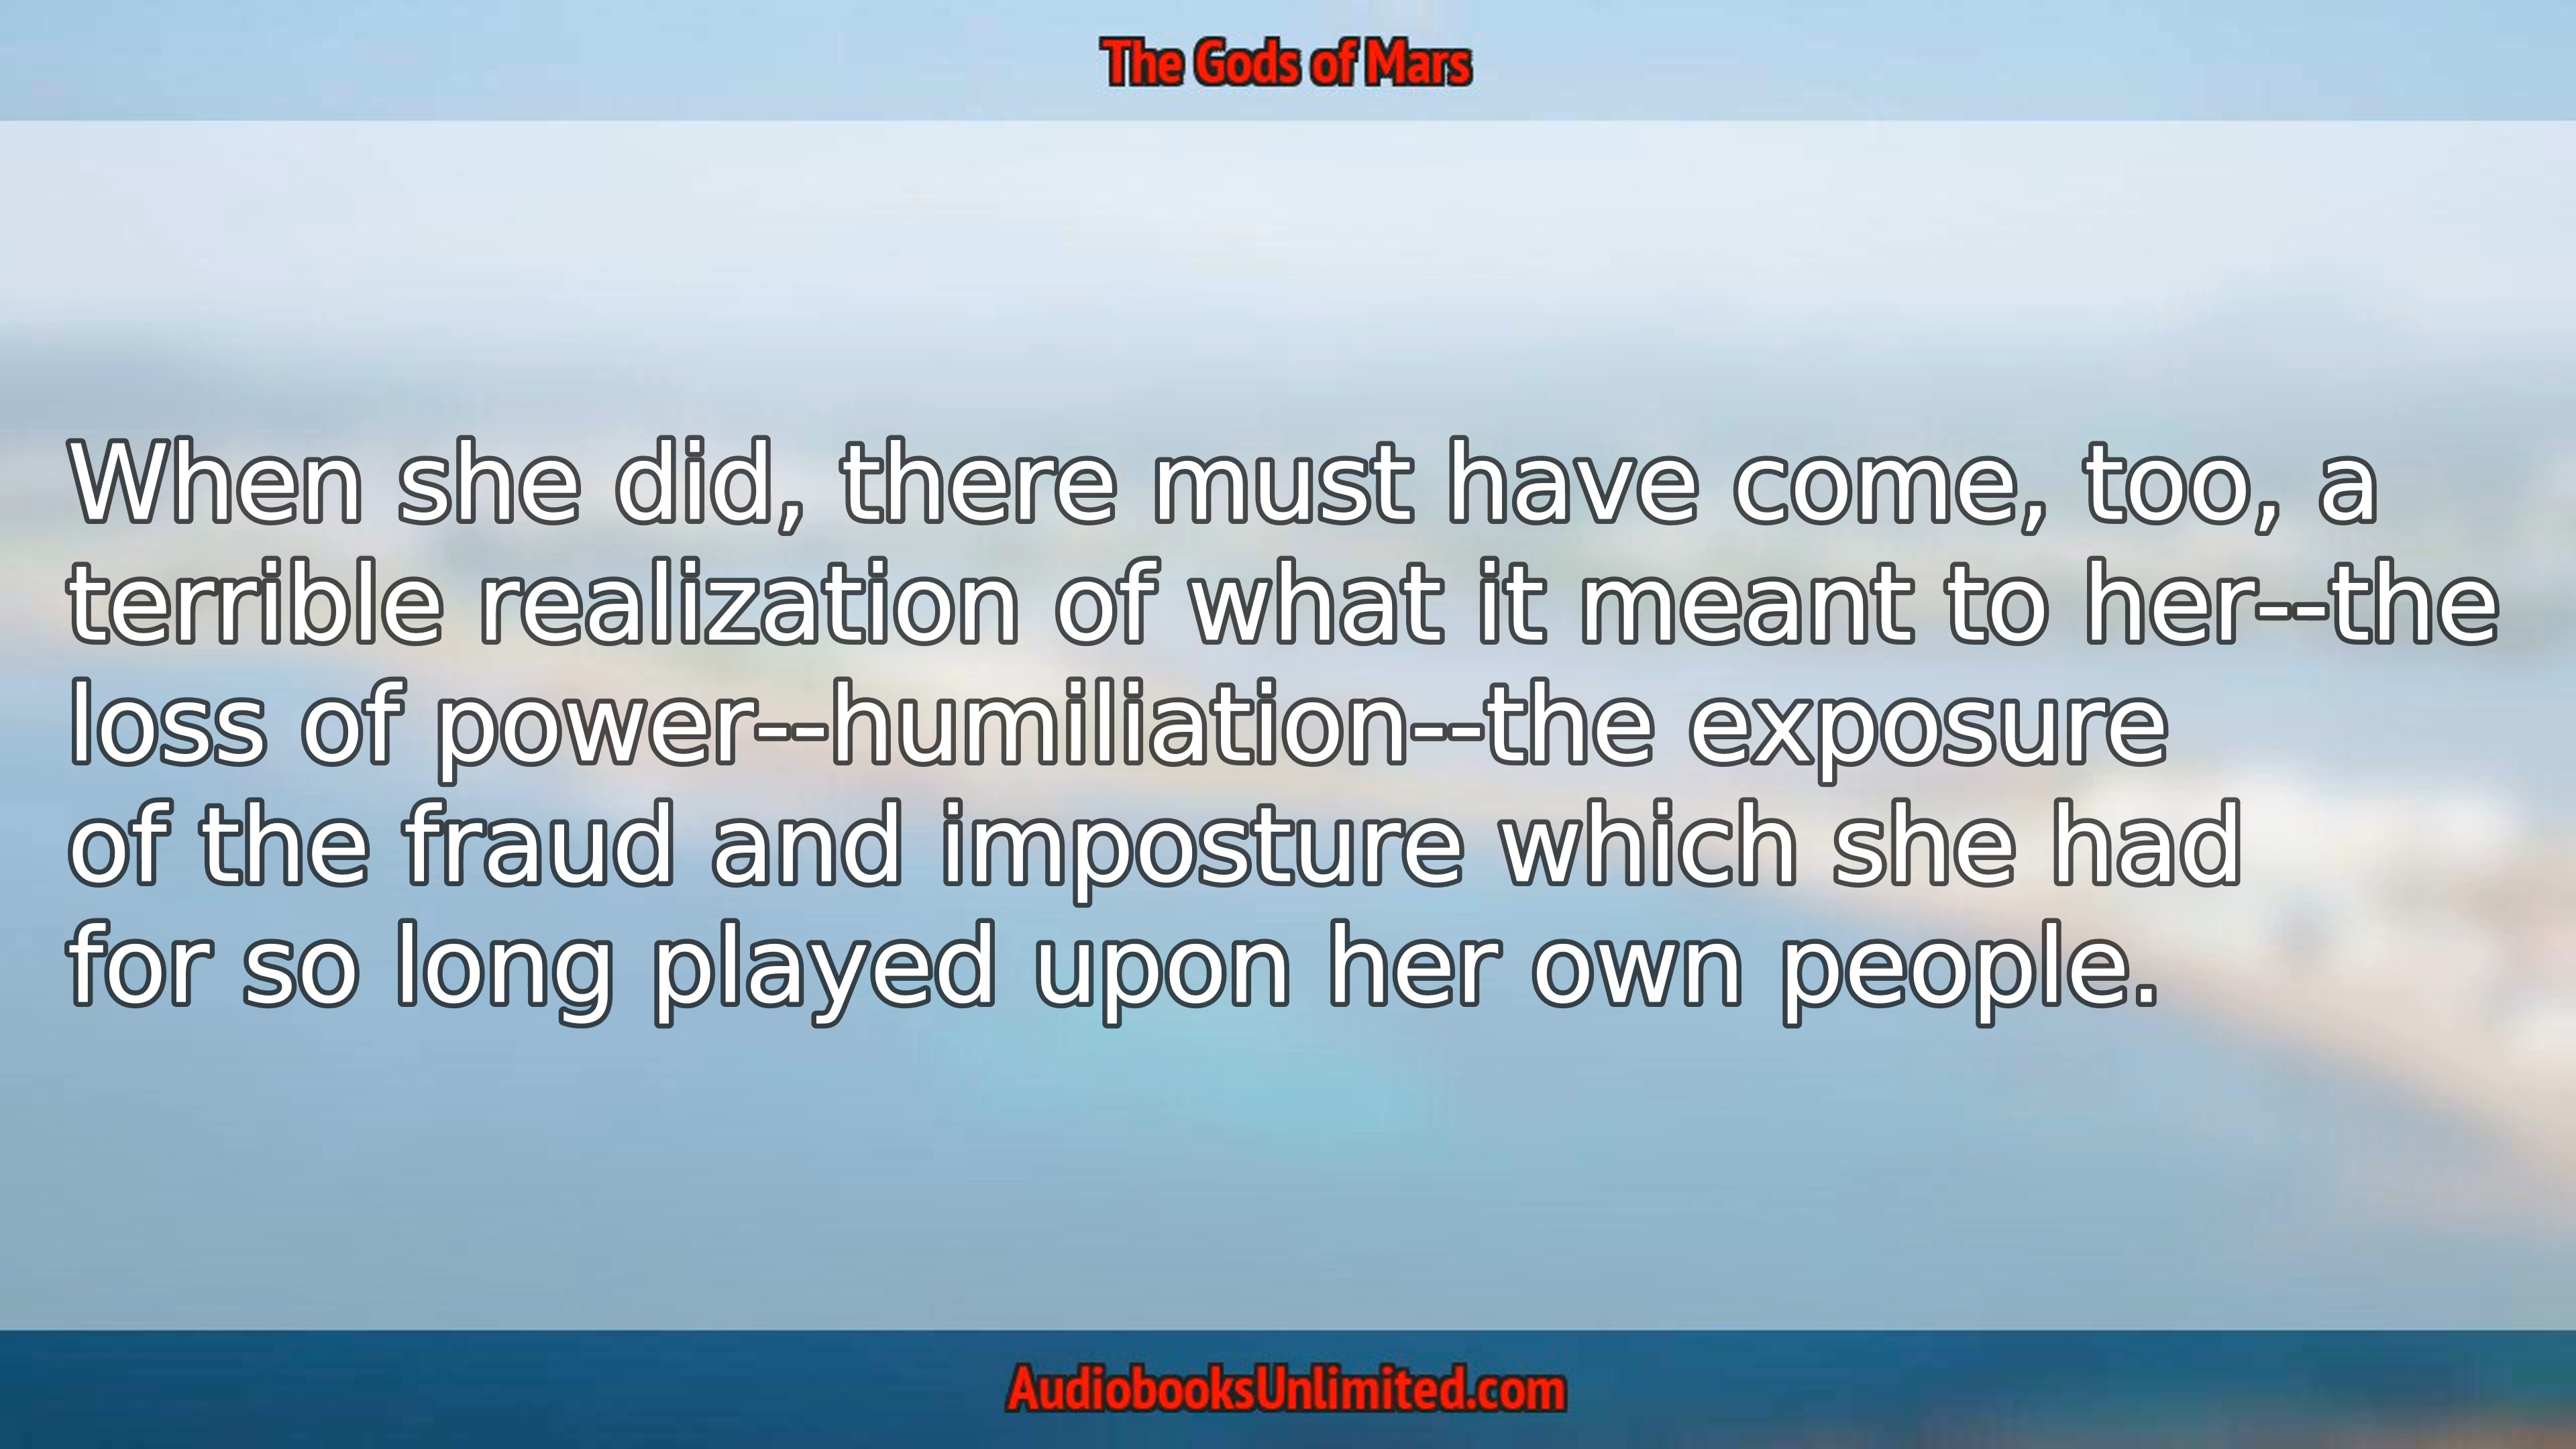 The Gods of Mars
When she did, there must have come, too, a
terrible realization of what it meant to her--the
loss of power--humiliation--the exposure
of the fraud and imposture which she had
for so long played upon her own people.
AudiobooksUnlimited.com